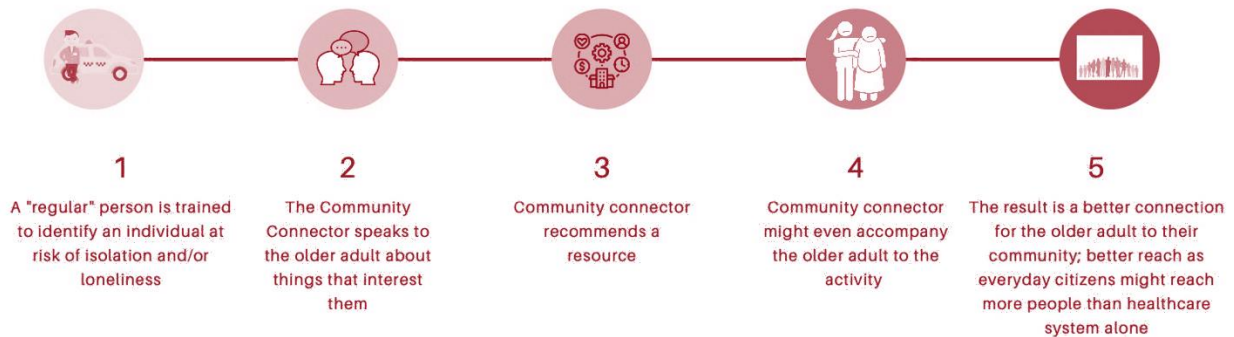 1
A "regular" person is trained
to identify an individual at
risk of isolation and/or
loneliness
2
The Community
Connector speaks to
the older adult about
things that interest
them
3
Community connector
recommends a
resource
4
Community connector
might even accompany
the older adult to the
activity
5
The result is a better connection
for the older adult to their
community; better reach as
everyday citizens might reach
more people than healthcare
system alone